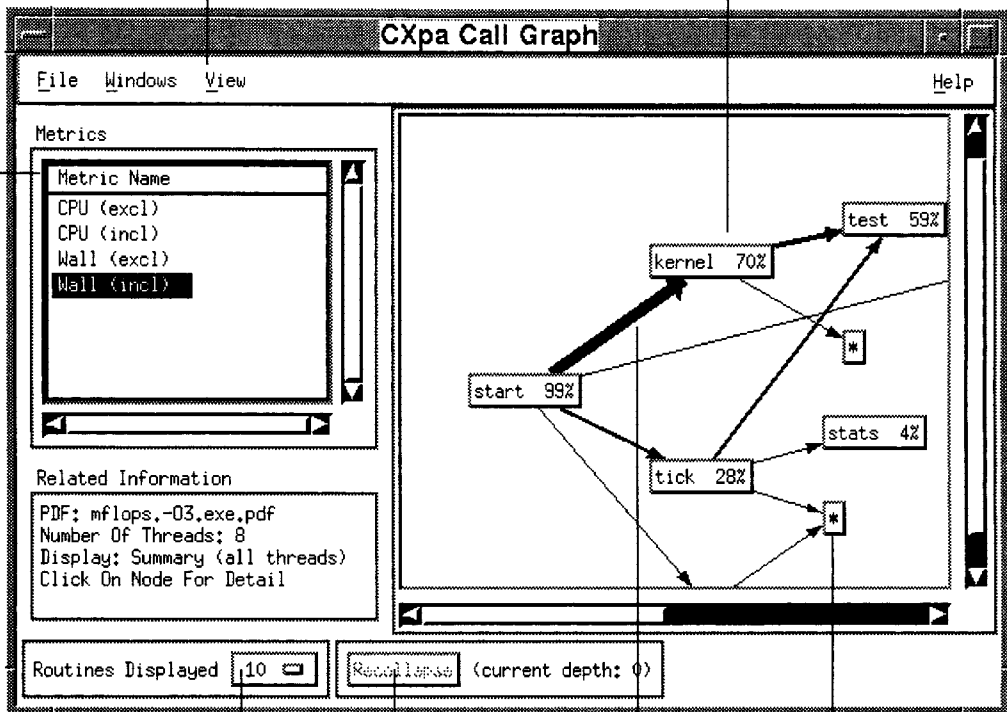 CXpa Call Graph
File Windows View Help
Metrics
Metric Name
CPU (excl)
CPU (incl)
Wall (excl)
Wall (incl)
Related Information
PDF: mflops.-O3.exe.pdf
Number Of Threads: 8
Display: Summary (all threads)
Click On Node For Detail
test 59%
kernel 70%
*
start 99%
stats 4%
tick 28%
*
Routines Displayed 10
Recollapse (current depth: 0)